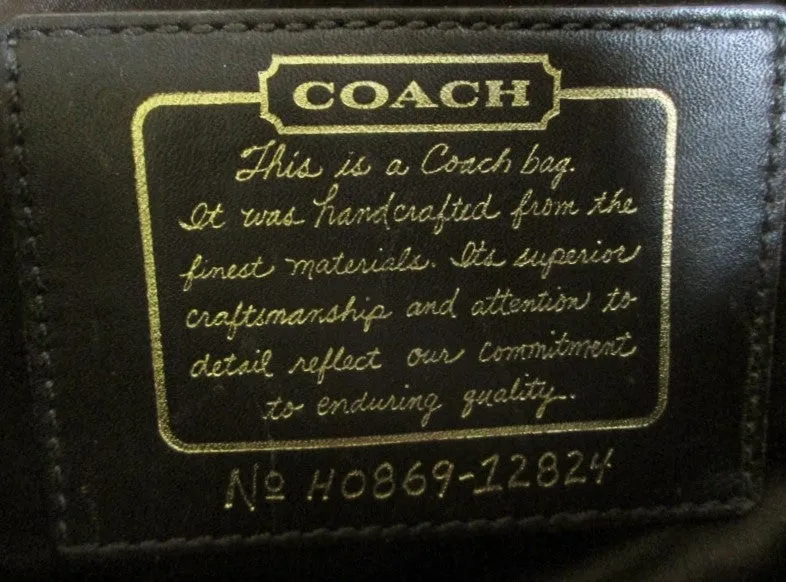 COACH
This is a Coach bag.
It was handcrafted from the
finest materials. Its superior
craftsmanship and attention to
detail reflect our commitment
to enduring quality.
Nº H0869-12824